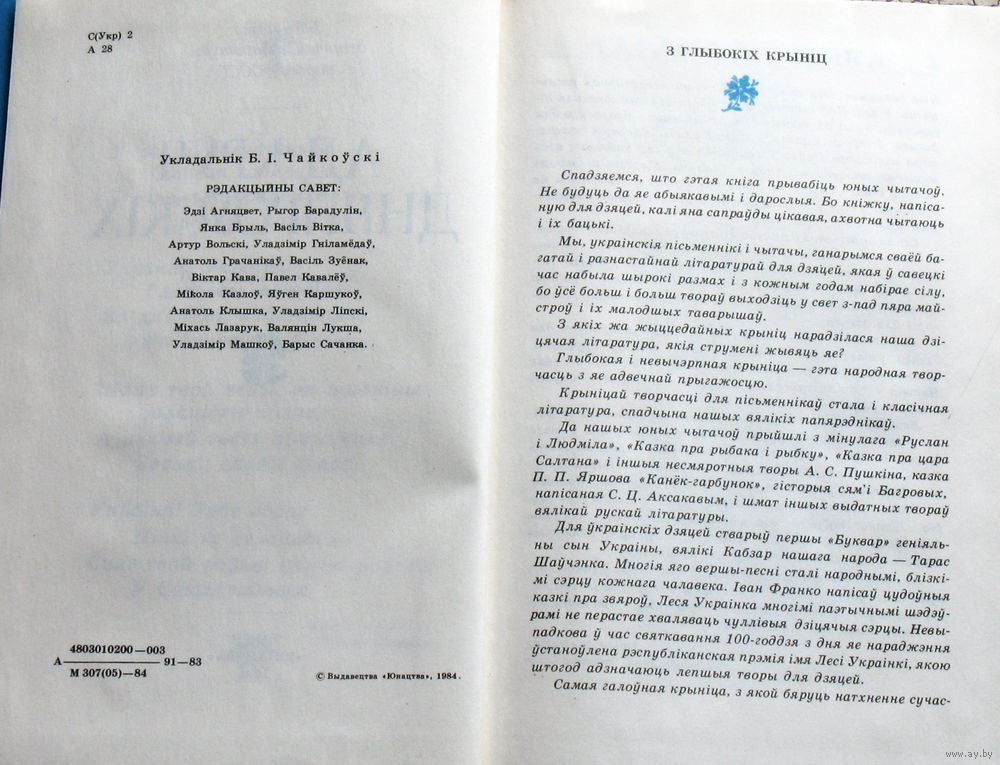 С(Укр) 2
А 28
Укладальнік Б. І. Чайкоўскі
РЭДАКЦЫЙНЫ САВЕТ:
Эдзі Агняцвет, Рыгор Барадулін,
Янка Брыль, Васіль Вітка,
Артур Вольскі, Уладзімір Гніламёдаў,
Анатоль Грачанікаў, Васіль Зуёнак,
Віктар Кава, Павел Кавалёў,
Мікола Казлоў, Яўген Каршукоў,
Анатоль Клышка, Уладзімір Ліпскі,
Міхась Лазарук, Валянцін Лукша,
Уладзімір Машкоў, Барыс Сачанка.
4803010200—003
А———————91—83
М 307(05)—84
© Выдавецтва «Юнацтва», 1984.
З ГЛЫБОКІХ КРЫНІЦ
Спадзяемся, што гэтая кніга прывабіць юных чытачоў.
Не будуць да яе абыякавымі і дарослыя. Бо кніжку, напіса-
ную для дзяцей, калі яна сапраўды цікавая, ахвотна чытаюць
і іх бацькі.
Мы, украінскія пісьменнікі і чытачы, ганарымся сваёй ба-
гатай і разнастайнай літаратурай для дзяцей, якая ў савецкі
час набыла шырокі размах і з кожным годам набірае сілу,
бо ўсё больш і больш твораў выходзіць у свет з-пад пяра май-
строў і іх малодшых таварышаў.
З якіх жа жыццедайных крыніц нарадзілася наша дзі-
цячая літаратура, якія струмені жывяць яе?
Глыбокая і невычэрпная крыніца — гэта народная твор-
часць з яе адвечнай прыгажосцю.
Крыніцай творчасці для пісьменнікаў стала і класічная
літаратура, спадчына нашых вялікіх папярэднікаў.
Да нашых юных чытачоў прыйшлі з мінулага «Руслан
і Людміла», «Казка пра рыбака і рыбку», «Казка пра цара
Салтана» і іншыя несмяротныя творы А. С. Пушкіна, казка
П. П. Яршова «Канёк-гарбунок», гісторыя сям'і Багровых,
напісаная С. Ц. Аксакавым, і шмат іншых выдатных твораў
вялікай рускай літаратуры.
Для ўкраінскіх дзяцей стварыў першы «Буквар» геніяль-
ны сын Украіны, вялікі Кабзар нашага народа — Тарас
Шаўчэнка. Многія яго вершы-песні сталі народнымі, блізкі-
мі сэрцу кожнага чалавека. Іван Франко напісаў цудоўныя
казкі пра звяроў, Леся Украінка многімі паэтычнымі шэдэў-
рамі не перастае хваляваць чуллівыя дзіцячыя сэрцы. Невы-
падкова ў час святкавання 100-годдзя з дня яе нараджэння
ўстаноўлена рэспубліканская прэмія імя Лесі Украінкі, якою
штогод адзначаюць лепшыя творы для дзяцей.
Самая галоўная крыніца, з якой бяруць натхненне сучас-
www.ay.by